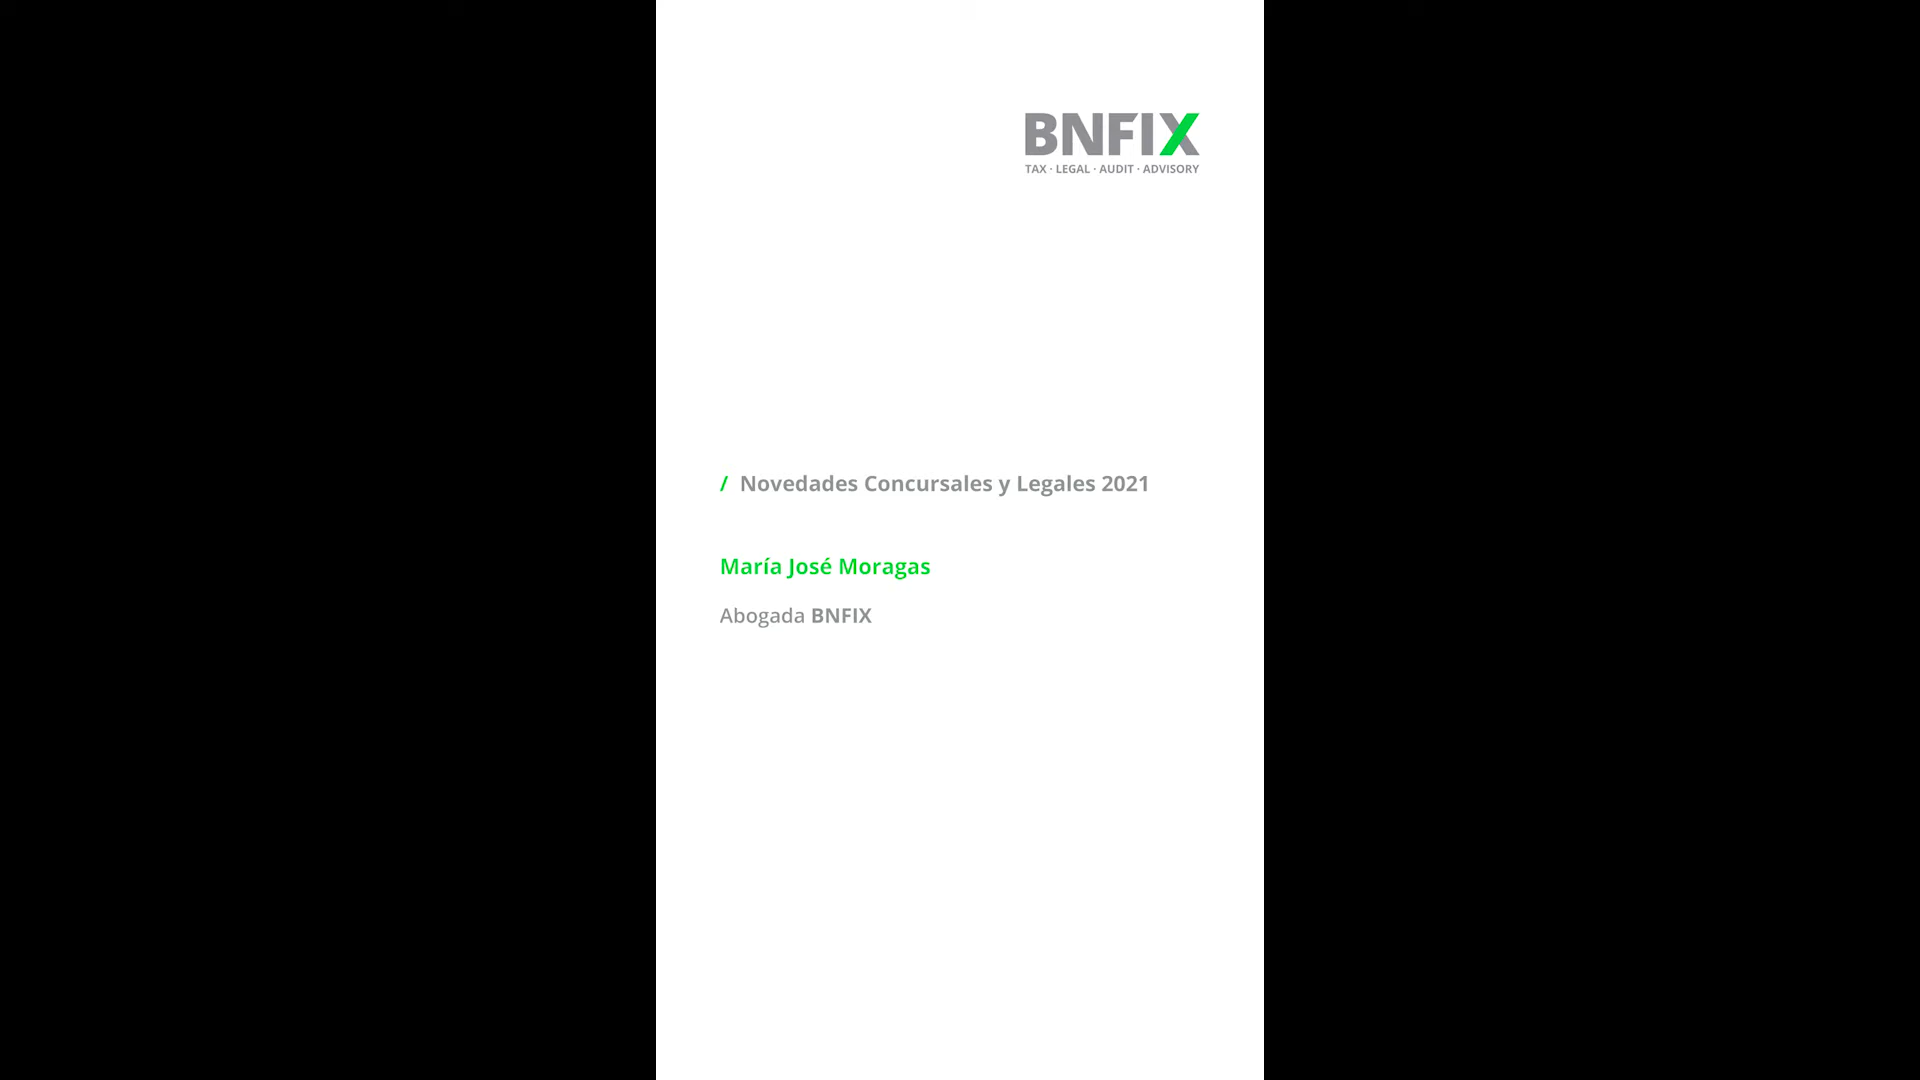 BNFIX
TAX · LEGAL · AUDIT · ADVISORY
/ Novedades Concursales y Legales 2021
María José Moragas
Abogada BNFIX